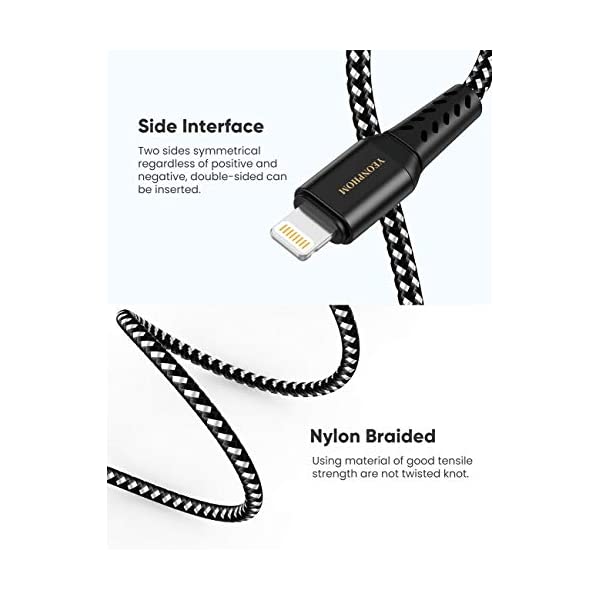 Side Interface
Two sides symmetrical
regardless of positive and
negative, double-sided can
be inserted.
YEONPHOM
Nylon Braided
Using material of good tensile
strength are not twisted knot.